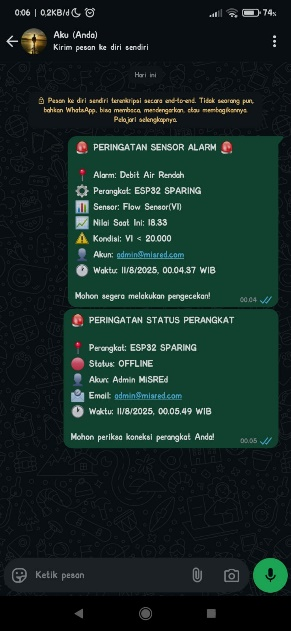 0:06 | 0,2KB/d
74%
Aku (Anda)
Kirim pesan ke diri sendiri
Hari ini
Pesan ke diri sendiri terenkripsi secara end-to-end. Tidak seorang pun,
bahkan WhatsApp, bisa membaca, mendengarkan, atau membagikannya.
Pelajari selengkapnya.
🚨 PERINGATAN SENSOR ALARM 🚨
📍 Alarm: Debit Air Rendah
⚙️ Perangkat: ESP32 SPARING
📊 Sensor: Flow Sensor(V1)
📈 Nilai Saat Ini: 18.33
⚠️ Kondisi: V1 < 20.000
👤 Akun: admin@misred.com
🕐 Waktu: 11/8/2025, 00.04.37 WIB
Mohon segera melakukan pengecekan!
00.04
🚨 PERINGATAN STATUS PERANGKAT
📍 Perangkat: ESP32 SPARING
🔴 Status: OFFLINE
👤 Akun: Admin MiSREd
📧 Email: admin@misred.com
🕐 Waktu: 11/8/2025, 00.05.49 WIB
Mohon periksa koneksi perangkat Anda!
00.05
Ketik pesan